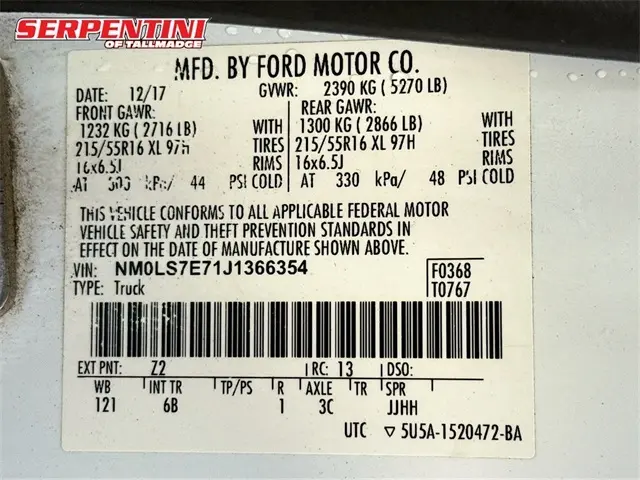 SERPENTINI
OF TALLMADGE
MFD. BY FORD MOTOR CO.
DATE: 12/17 GVWR: 2390 KG ( 5270 LB)
FRONT GAWR: REAR GAWR:
1232 KG ( 2716 LB) WITH 1300 KG ( 2866 LB) WITH
215/55R16 XL 97H TIRES 215/55R16 XL 97H TIRES
16x6.5J RIMS 16x6.5J RIMS
AT kPa/ 44 PSI COLD AT 330 kPa/ 48 PSI COLD
THIS VEHICLE CONFORMS TO ALL APPLICABLE FEDERAL MOTOR
VEHICLE SAFETY AND THEFT PREVENTION STANDARDS IN
EFFECT ON THE DATE OF MANUFACTURE SHOWN ABOVE.
VIN: NM0LS7E71J1366354 F0368
TYPE: Truck T0767
EXT PNT: Z2 RC: 13 DSO:
WB INT TR TP/PS R AXLE TR SPR
121 6B 1 3C JJHH
UTC ▽ 5U5A-1520472-BA